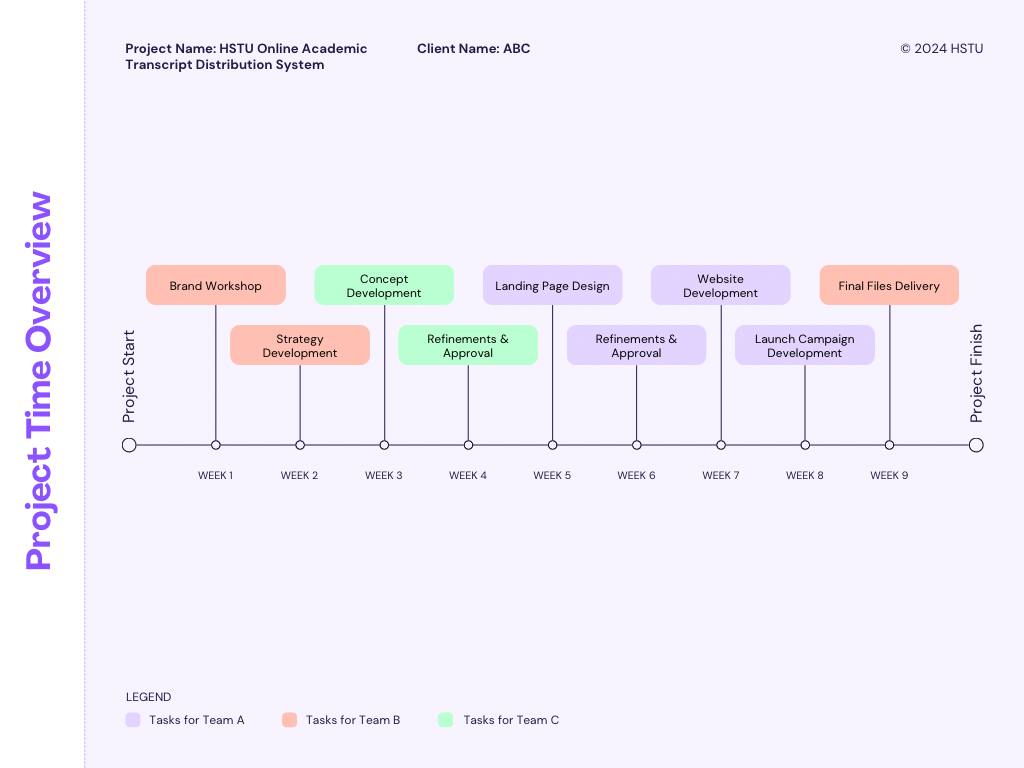 Project Time Overview
Project Name: HSTU Online Academic
Transcript Distribution System
Client Name: ABC
© 2024 HSTU
Brand Workshop
Concept
Development
Landing Page Design
Website
Development
Final Files Delivery
Strategy
Development
Refinements &
Approval
Refinements &
Approval
Launch Campaign
Development
Project Start
Project Finish
WEEK 1
WEEK 2
WEEK 3
WEEK 4
WEEK 5
WEEK 6
WEEK 7
WEEK 8
WEEK 9
LEGEND
Tasks for Team A
Tasks for Team B
Tasks for Team C